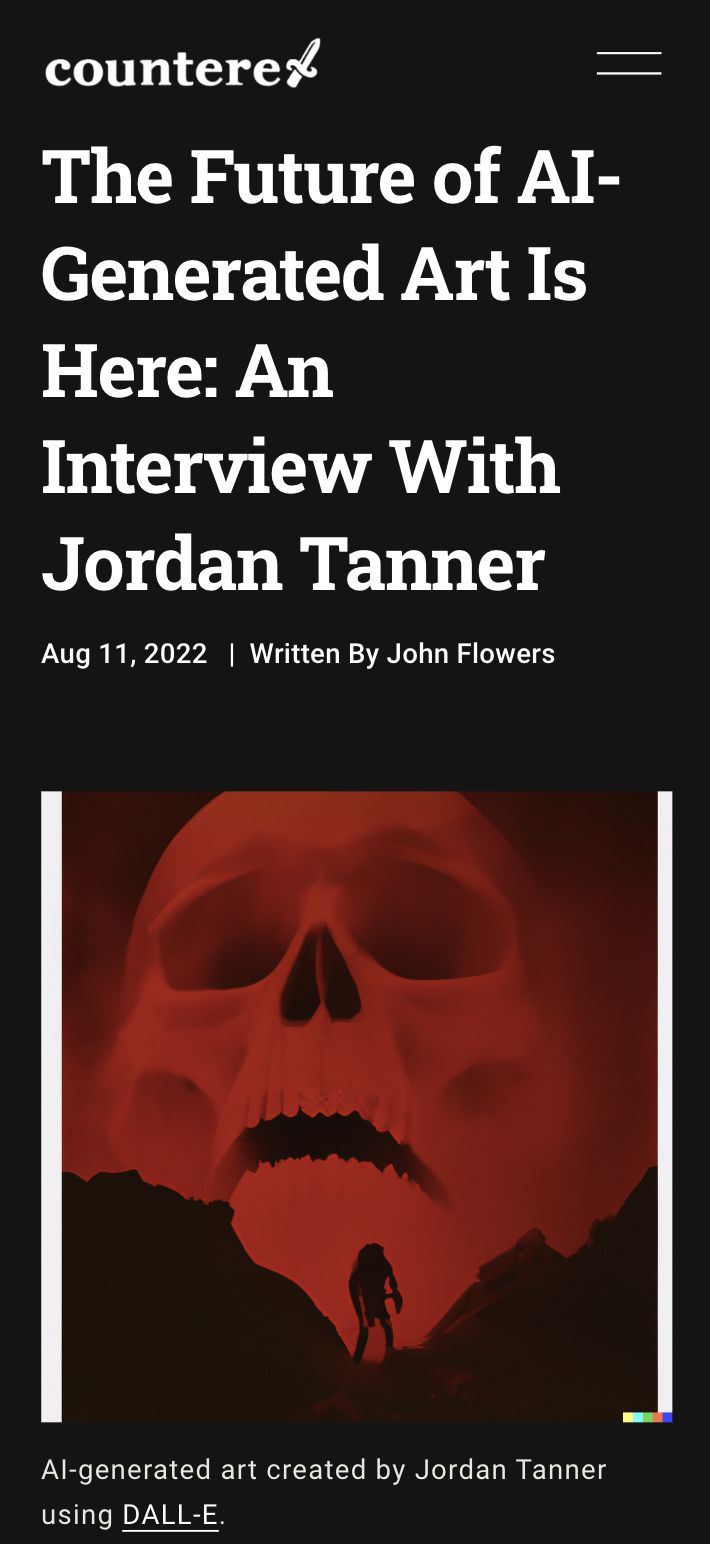 countere
The Future of AI-
Generated Art Is
Here: An
Interview With
Jordan Tanner
Aug 11, 2022 | Written By John Flowers
AI-generated art created by Jordan Tanner
using DALL-E.